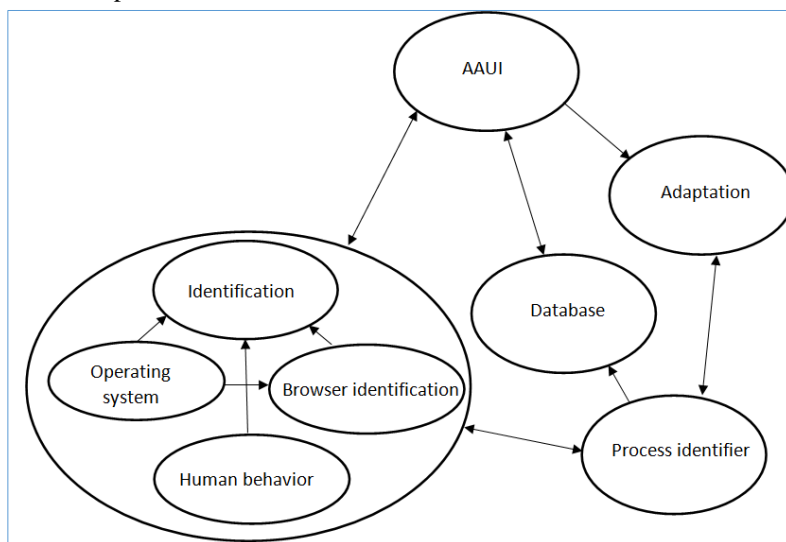 AAUI
Adaptation
Identification
Database
Operating
system
Browser identification
Process identifier
Human behavior